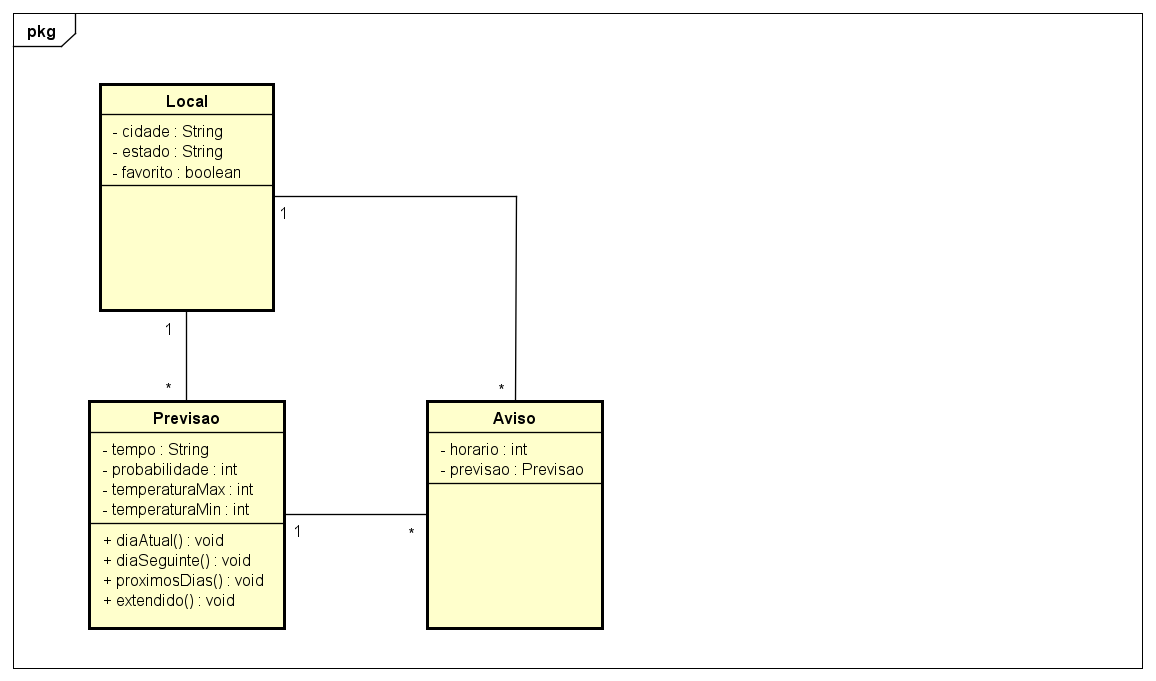 pkg
Local
- cidade : String
- estado : String
- favorito : boolean
1
1
*
*
Previsao
- tempo : String
- probabilidade : int
- temperaturaMax : int
- temperaturaMin : int
+ diaAtual() : void
+ diaSeguinte() : void
+ proximosDias() : void
+ extendido() : void
1
*
Aviso
- horario : int
- previsao : Previsao